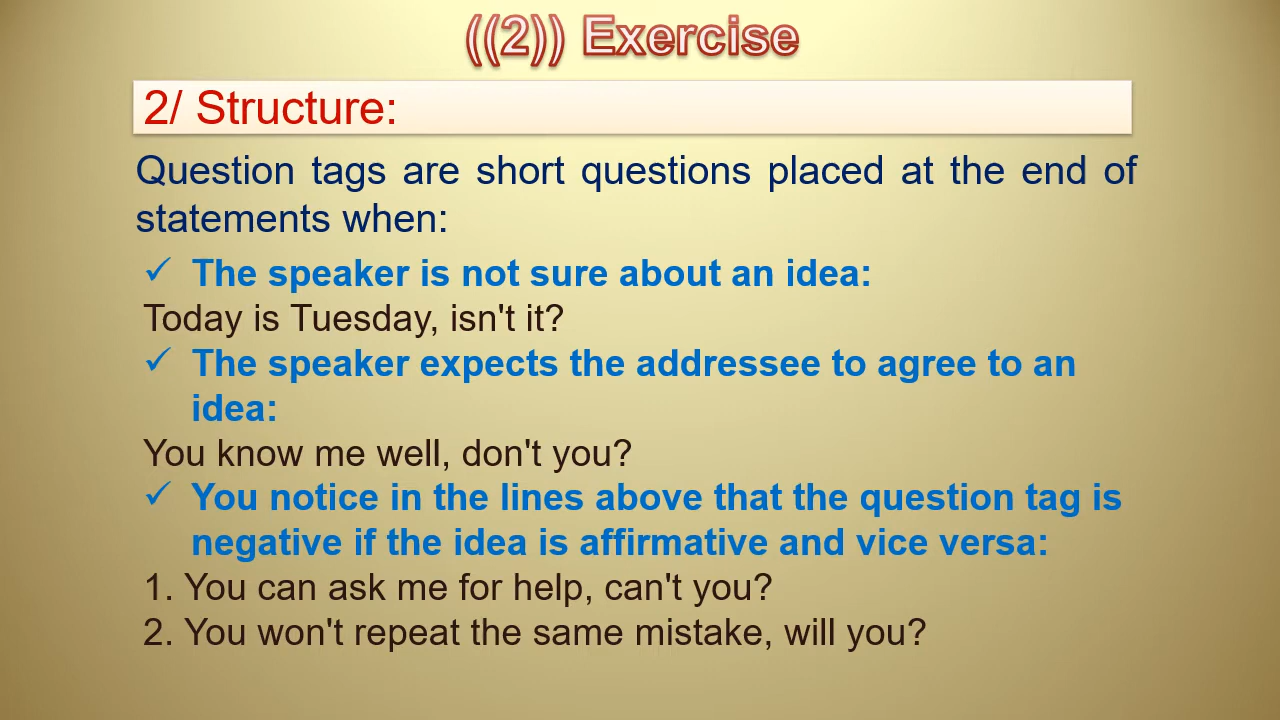 ((2)) Exercise
2/ Structure:
Question tags are short questions placed at the end of
statements when:
✓ The speaker is not sure about an idea:
Today is Tuesday, isn't it?
✓ The speaker expects the addressee to agree to an
idea:
You know me well, don't you?
✓ You notice in the lines above that the question tag is
negative if the idea is affirmative and vice versa:
1. You can ask me for help, can't you?
2. You won't repeat the same mistake, will you?